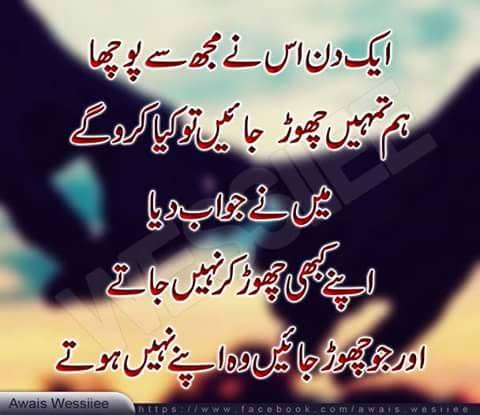 ایک دن اس نے مجھ سے پوچھا
ہم تمہیں چھوڑ جائیں تو کیا کرو گے
میں نے جواب دیا
اپنے کبھی چھوڑ کر نہیں جاتے
اور جو چھوڑ جائیں وہ اپنے نہیں ہوتے
WESSIIEE
Awais Wessiiee
https://www.facebook.com/awais.wessiiee